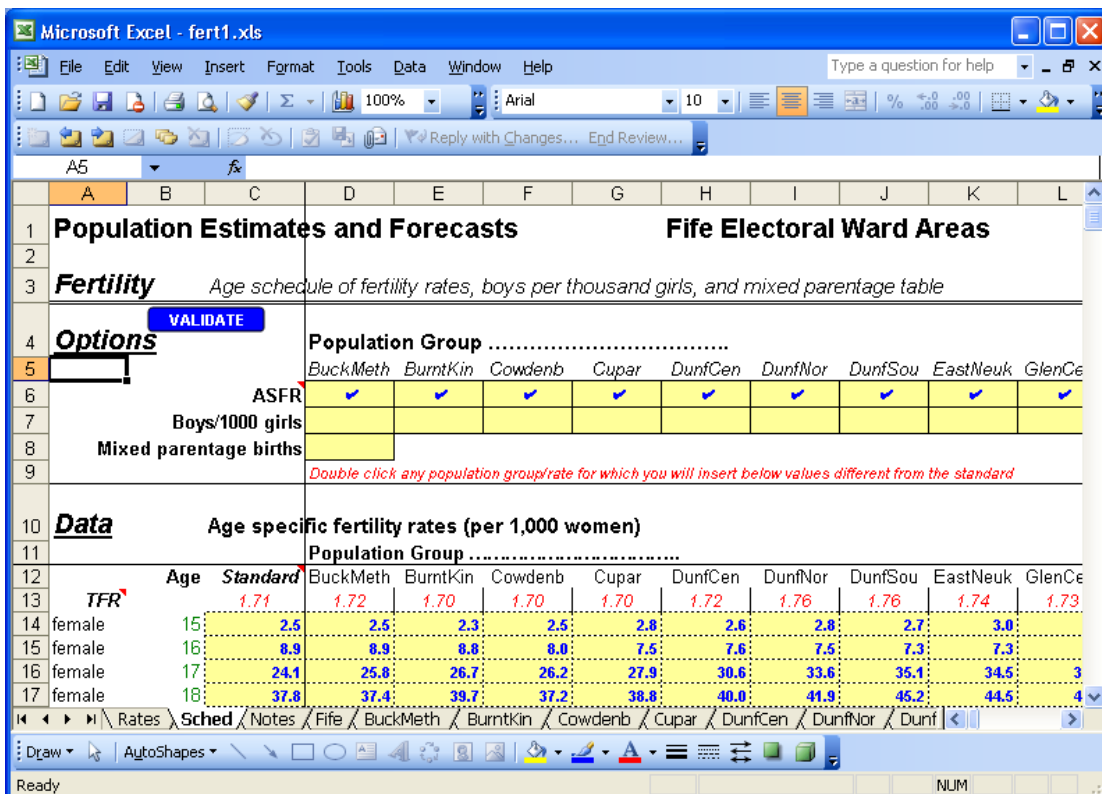 Microsoft Excel - fert1.xls
File Edit View Insert Format Tools Data Window Help Type a question for help
100% Arial 10
Reply with Changes... End Review...
A5 fx
A B C D E F G H I J K L
1 Population Estimates and Forecasts Fife Electoral Ward Areas
2
3 Fertility Age schedule of fertility rates, boys per thousand girls, and mixed parentage table
VALIDATE
4 Options Population Group ……………………………
5 BuckMeth BurntKin Cowdenb Cupar DunfCen DunfNor DunfSou EastNeuk GlenCe
6 ASFR ✔ ✔ ✔ ✔ ✔ ✔ ✔ ✔ ✔
7 Boys/1000 girls
8 Mixed parentage births
9 Double click any population group/rate for which you will insert below values different from the standard
10 Data Age specific fertility rates (per 1,000 women)
11 Population Group ……………………………
12 Age Standard BuckMeth BurntKin Cowdenb Cupar DunfCen DunfNor DunfSou EastNeuk GlenCe
13 TFR 1.71 1.72 1.70 1.70 1.70 1.72 1.76 1.76 1.74 1.73
14 female 15 2.5 2.5 2.3 2.5 2.8 2.6 2.8 2.7 3.0
15 female 16 8.9 8.9 8.8 8.0 7.5 7.6 7.5 7.3 7.3
16 female 17 24.1 25.8 26.7 26.2 27.9 30.6 33.6 35.1 34.5 3
17 female 18 37.8 37.4 39.7 37.2 38.8 40.0 41.9 45.2 44.5 4
Rates Sched Notes Fife BuckMeth BurntKin Cowdenb Cupar DunfCen DunfNor Dunf
Draw AutoShapes
Ready NUM